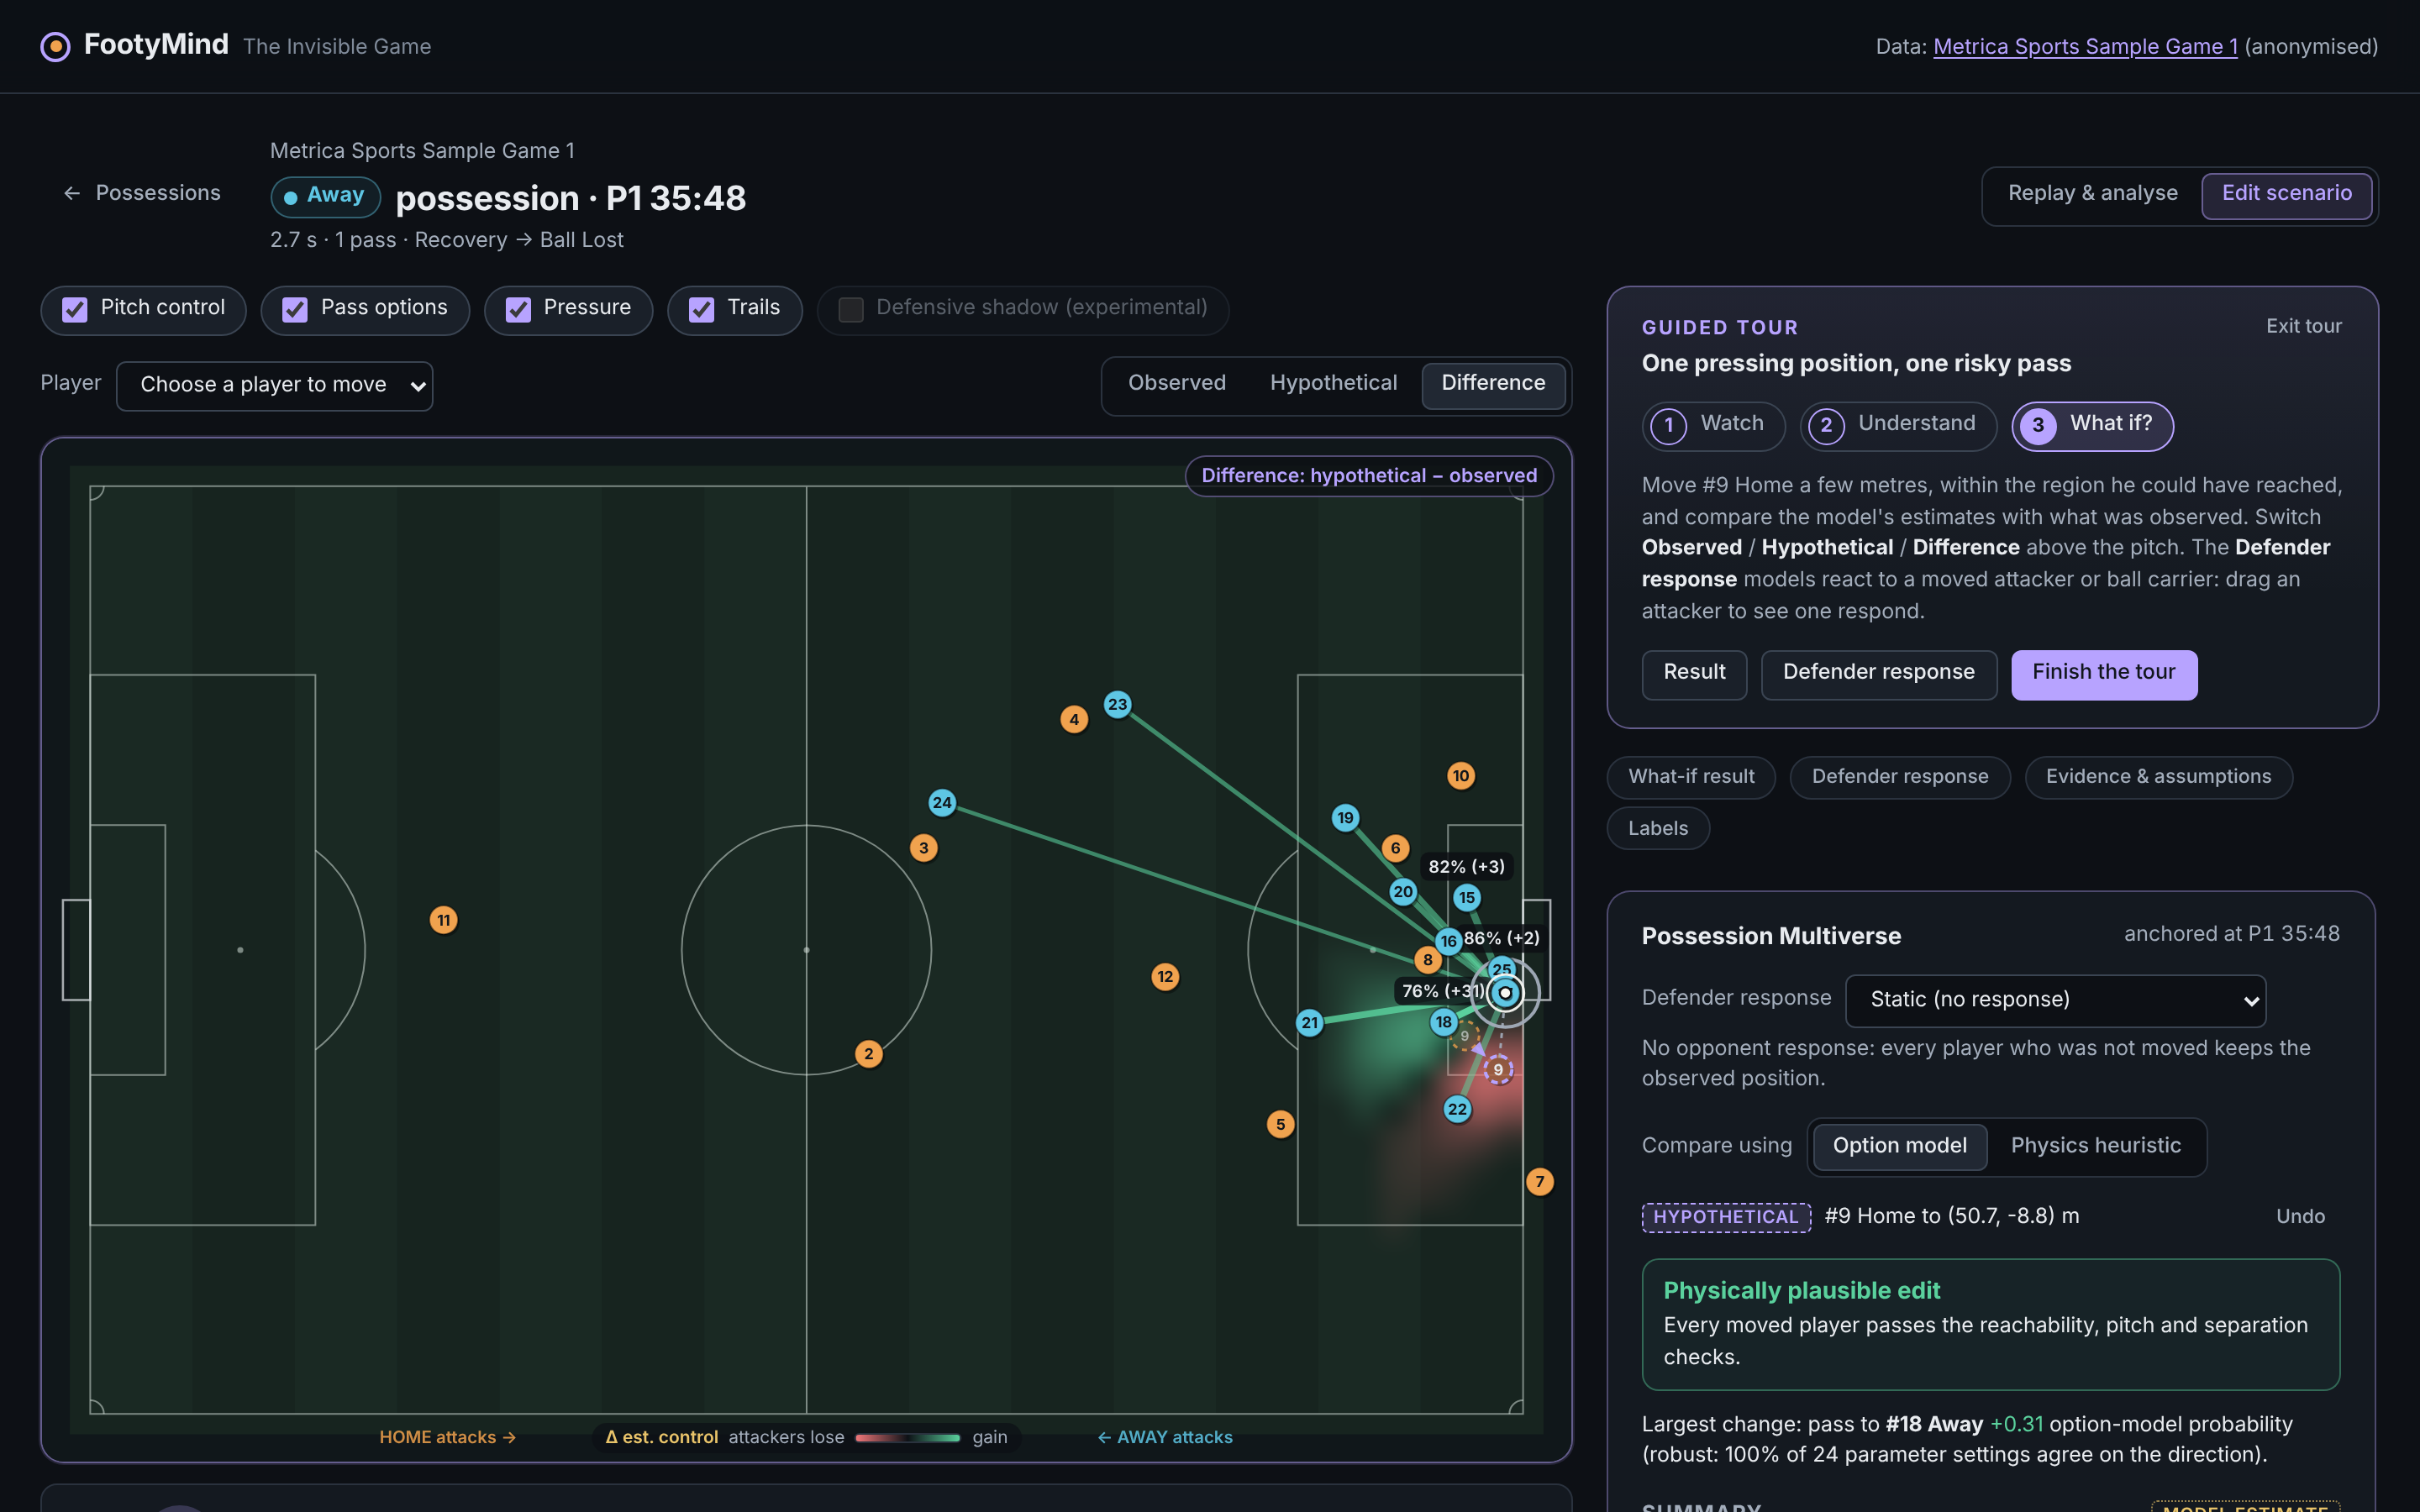 FootyMind The Invisible Game
Data: Metrica Sports Sample Game 1 (anonymised)
← Possessions
Metrica Sports Sample Game 1
Away possession · P1 35:48
2.7 s · 1 pass · Recovery → Ball Lost
Replay & analyse Edit scenario
Pitch control Pass options Pressure Trails Defensive shadow (experimental)
Player Choose a player to move
Observed Hypothetical Difference
Difference: hypothetical – observed
23
4
10
24
19
3
6
82% (+3)
20
15
11
16
86% (+2)
8
25
12
76% (+31)
21
18
9
2
9
22
5
7
HOME attacks →
Δ est. control attackers lose gain
← AWAY attacks
GUIDED TOUR
Exit tour
One pressing position, one risky pass
1 Watch 2 Understand 3 What if?
Move #9 Home a few metres, within the region he could have reached,
and compare the model's estimates with what was observed. Switch
Observed / Hypothetical / Difference above the pitch. The Defender
response models react to a moved attacker or ball carrier: drag an
attacker to see one respond.
Result Defender response Finish the tour
What-if result Defender response Evidence & assumptions
Labels
Possession Multiverse
anchored at P1 35:48
Defender response Static (no response)
No opponent response: every player who was not moved keeps the
observed position.
Compare using Option model Physics heuristic
HYPOTHETICAL #9 Home to (50.7, -8.8) m Undo
Physically plausible edit
Every moved player passes the reachability, pitch and separation
checks.
Largest change: pass to #18 Away +0.31 option-model probability
(robust: 100% of 24 parameter settings agree on the direction).
SUMMARY
MODEL ESTIMATE